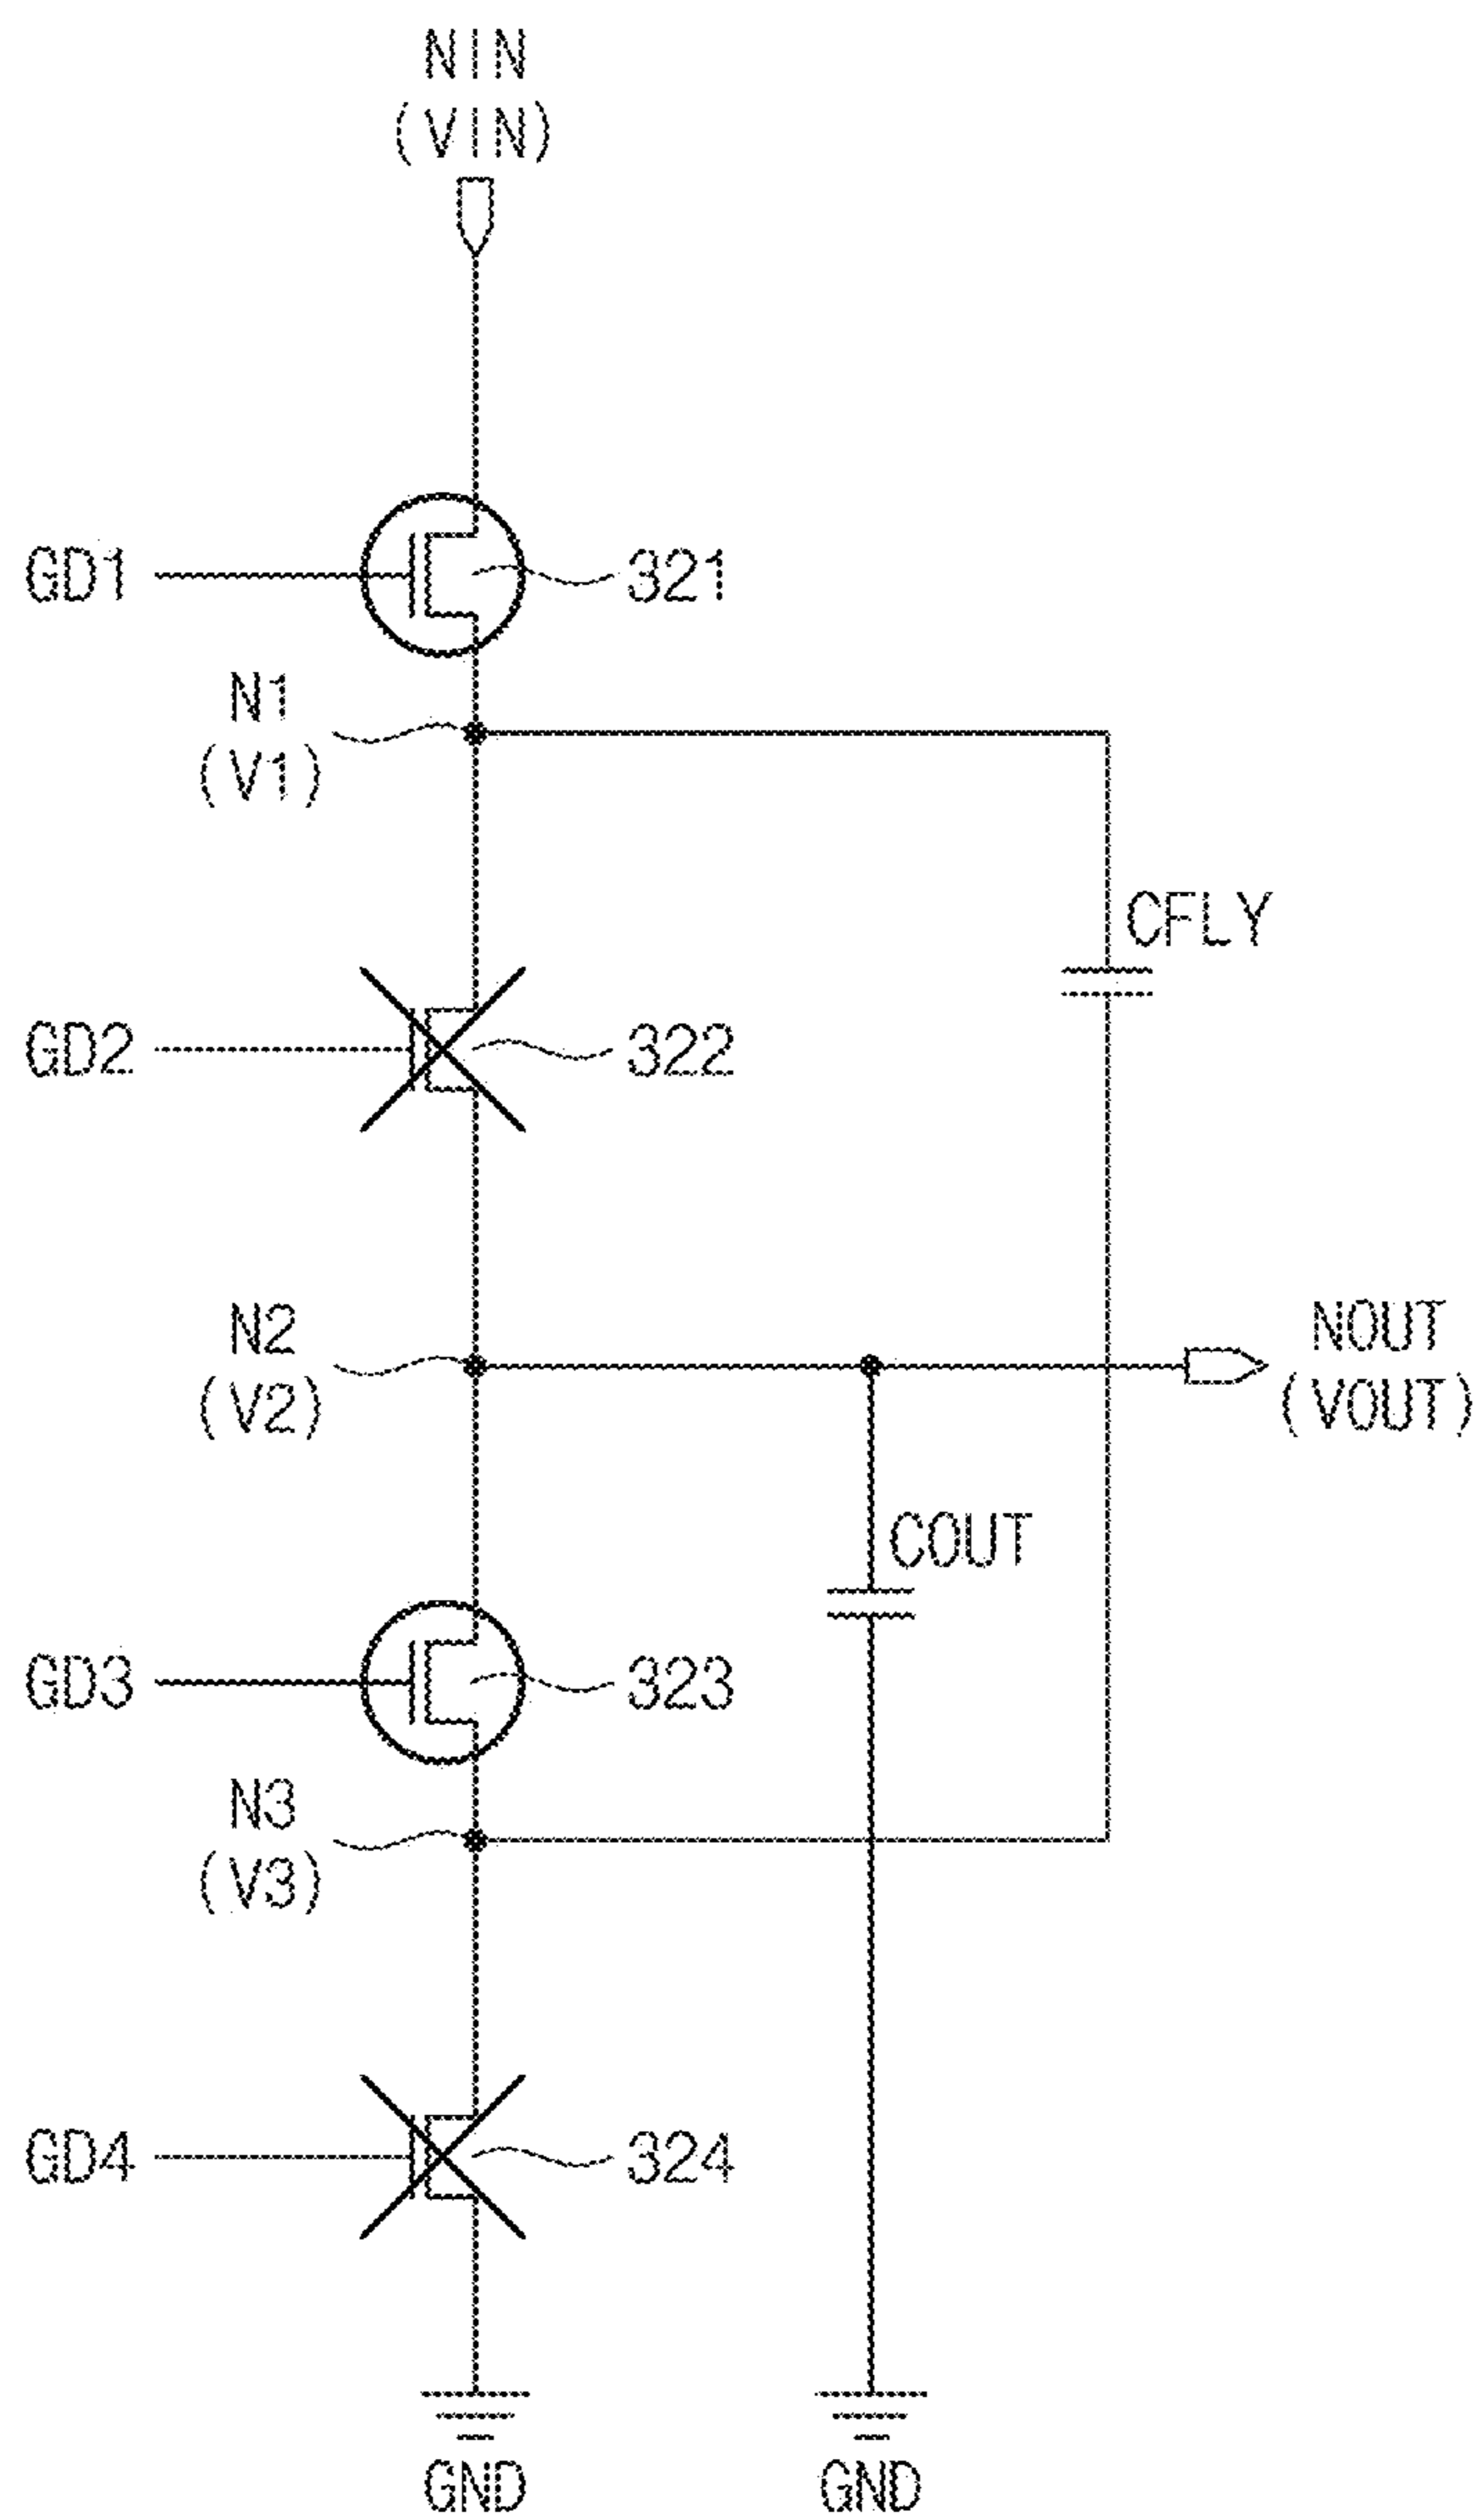 NIN
(VIN)
GD1
321
N1
(V1)
CFLY
GD2
322
N2
(V2)
NOUT
(VOUT)
COUT
GD3
323
N3
(V3)
GD4
324
GND
GND